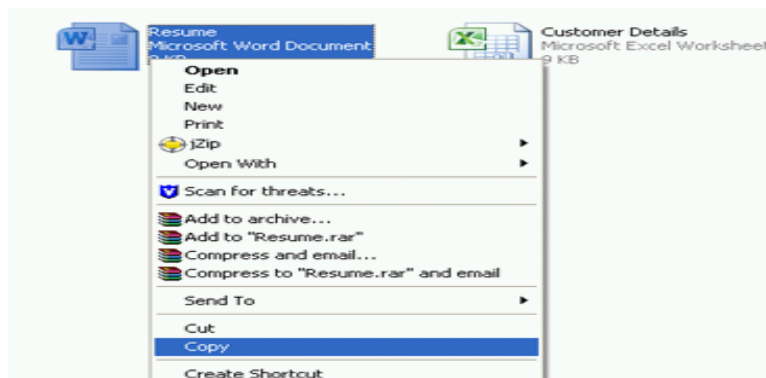 Resume
Microsoft Word Document
9 KB
Customer Details
Microsoft Excel Worksheet
9 KB
Open
Edit
New
Print
jZip
Open With
Scan for threats...
Add to archive...
Add to "Resume.rar"
Compress and email...
Compress to "Resume.rar" and email
Send To
Cut
Copy
Create Shortcut